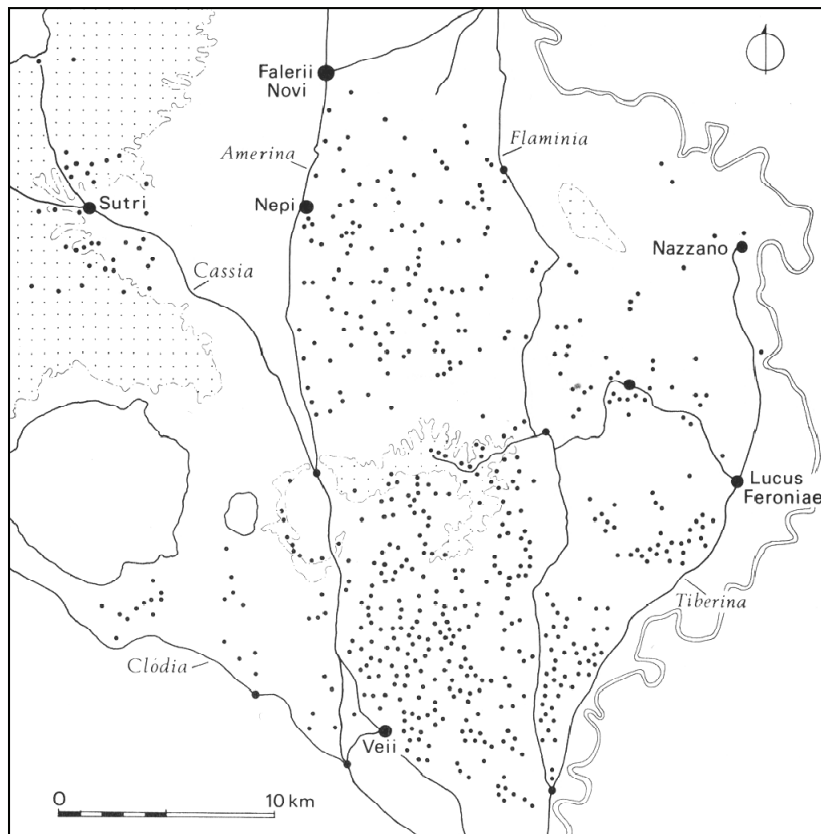 Falerii
Novi
Amerina
Flaminia
Nepi
Sutri
Nazzano
Cassia
Lucus
Feroniae
Tiberina
Clodia
Veii
0
10 km